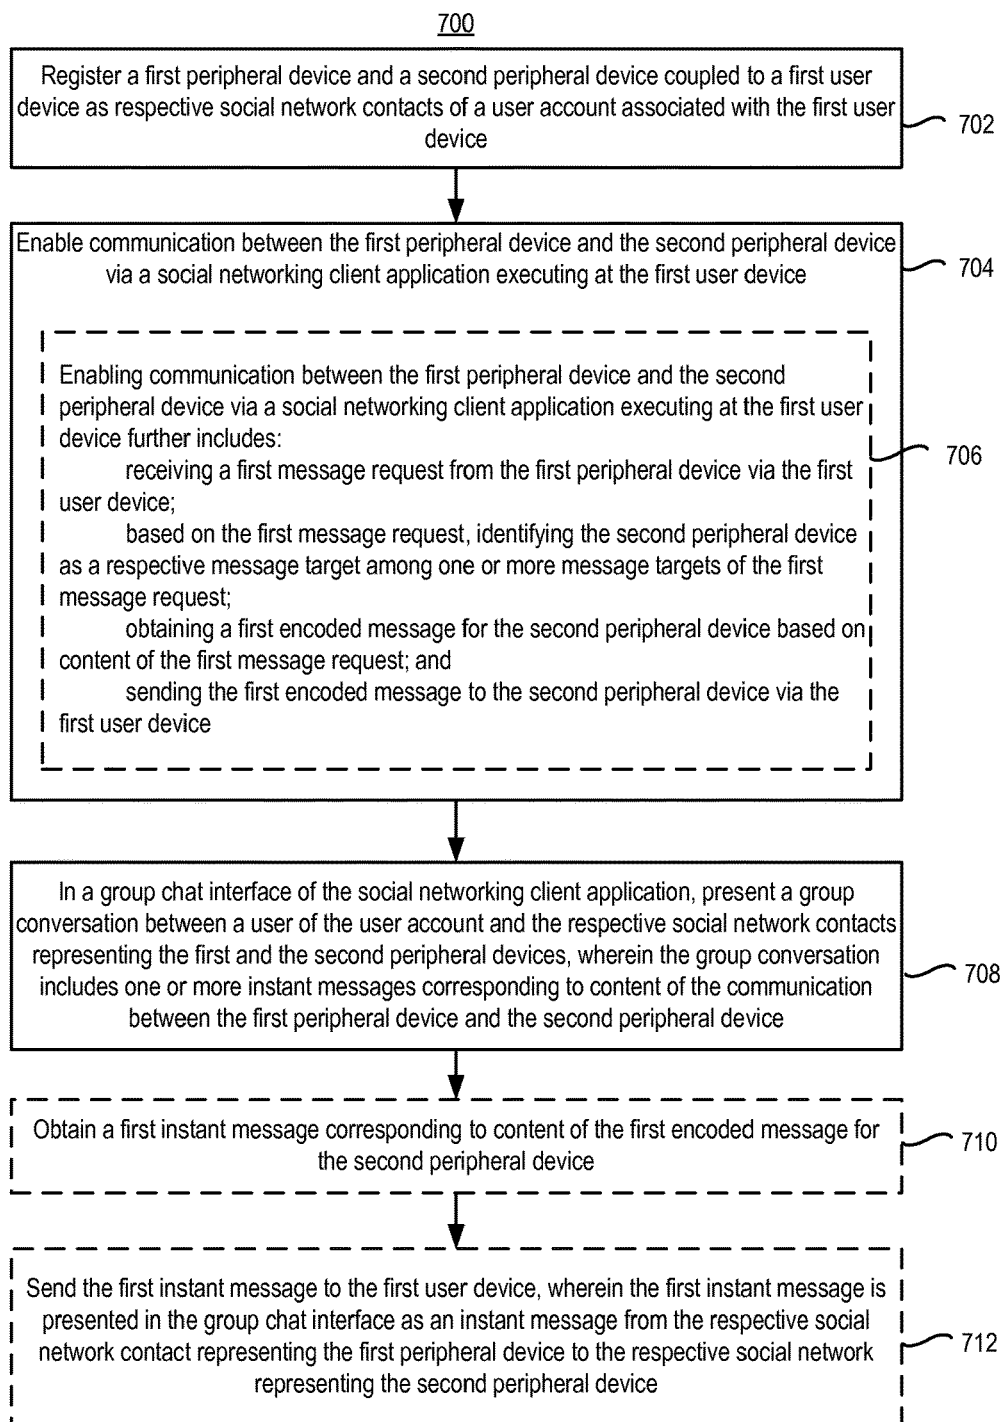 700
Register a first peripheral device and a second peripheral device coupled to a first user
device as respective social network contacts of a user account associated with the first user
device
702
Enable communication between the first peripheral device and the second peripheral device
via a social networking client application executing at the first user device
704
Enabling communication between the first peripheral device and the second
peripheral device via a social networking client application executing at the first user
device further includes:
receiving a first message request from the first peripheral device via the first
user device;
based on the first message request, identifying the second peripheral device
as a respective message target among one or more message targets of the first
message request;
obtaining a first encoded message for the second peripheral device based on
content of the first message request; and
sending the first encoded message to the second peripheral device via the
first user device
706
In a group chat interface of the social networking client application, present a group
conversation between a user of the user account and the respective social network contacts
representing the first and the second peripheral devices, wherein the group conversation
includes one or more instant messages corresponding to content of the communication
between the first peripheral device and the second peripheral device
708
Obtain a first instant message corresponding to content of the first encoded message for
the second peripheral device
710
Send the first instant message to the first user device, wherein the first instant message is
presented in the group chat interface as an instant message from the respective social
network contact representing the first peripheral device to the respective social network
representing the second peripheral device
712